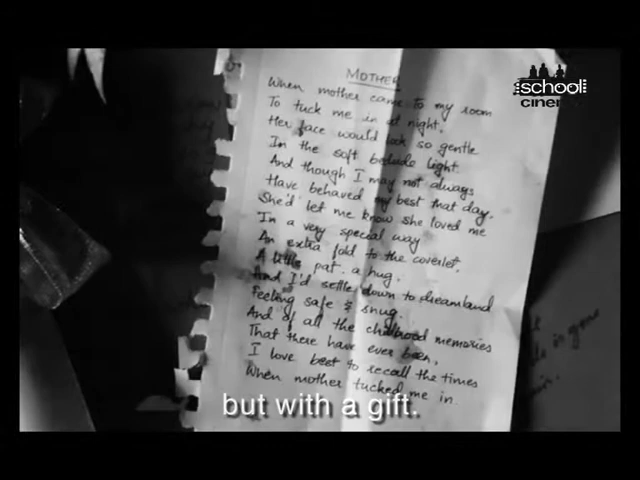 MOTHER
When mother came to my room
To tuck me in at night.
Her face would look so gentle
In the soft bedside light.
And though I may not always
Have behaved my best that day.
She'd let me know she loved me
In a very special way
An extra fold to the coverlet.
A little pat. a hug.
And I'd settle down to dreamland
Feeling safe & snug.
And of all the childhood memories
That there have ever been.
I love best to recall the times
When mother tucked me in.
school
cinema
in your
but with a gift.